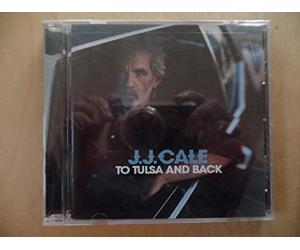 J.J. CALE
TO TULSA AND BACK